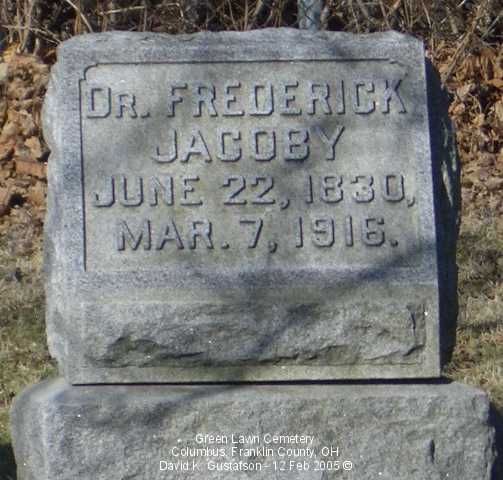 DR. FREDERICK
JACOBY
JUNE 22, 1830,
MAR. 7, 1916.
Green Lawn Cemetery
Columbus, Franklin County, OH
David K. Gustafson - 12 Feb 2005 ©